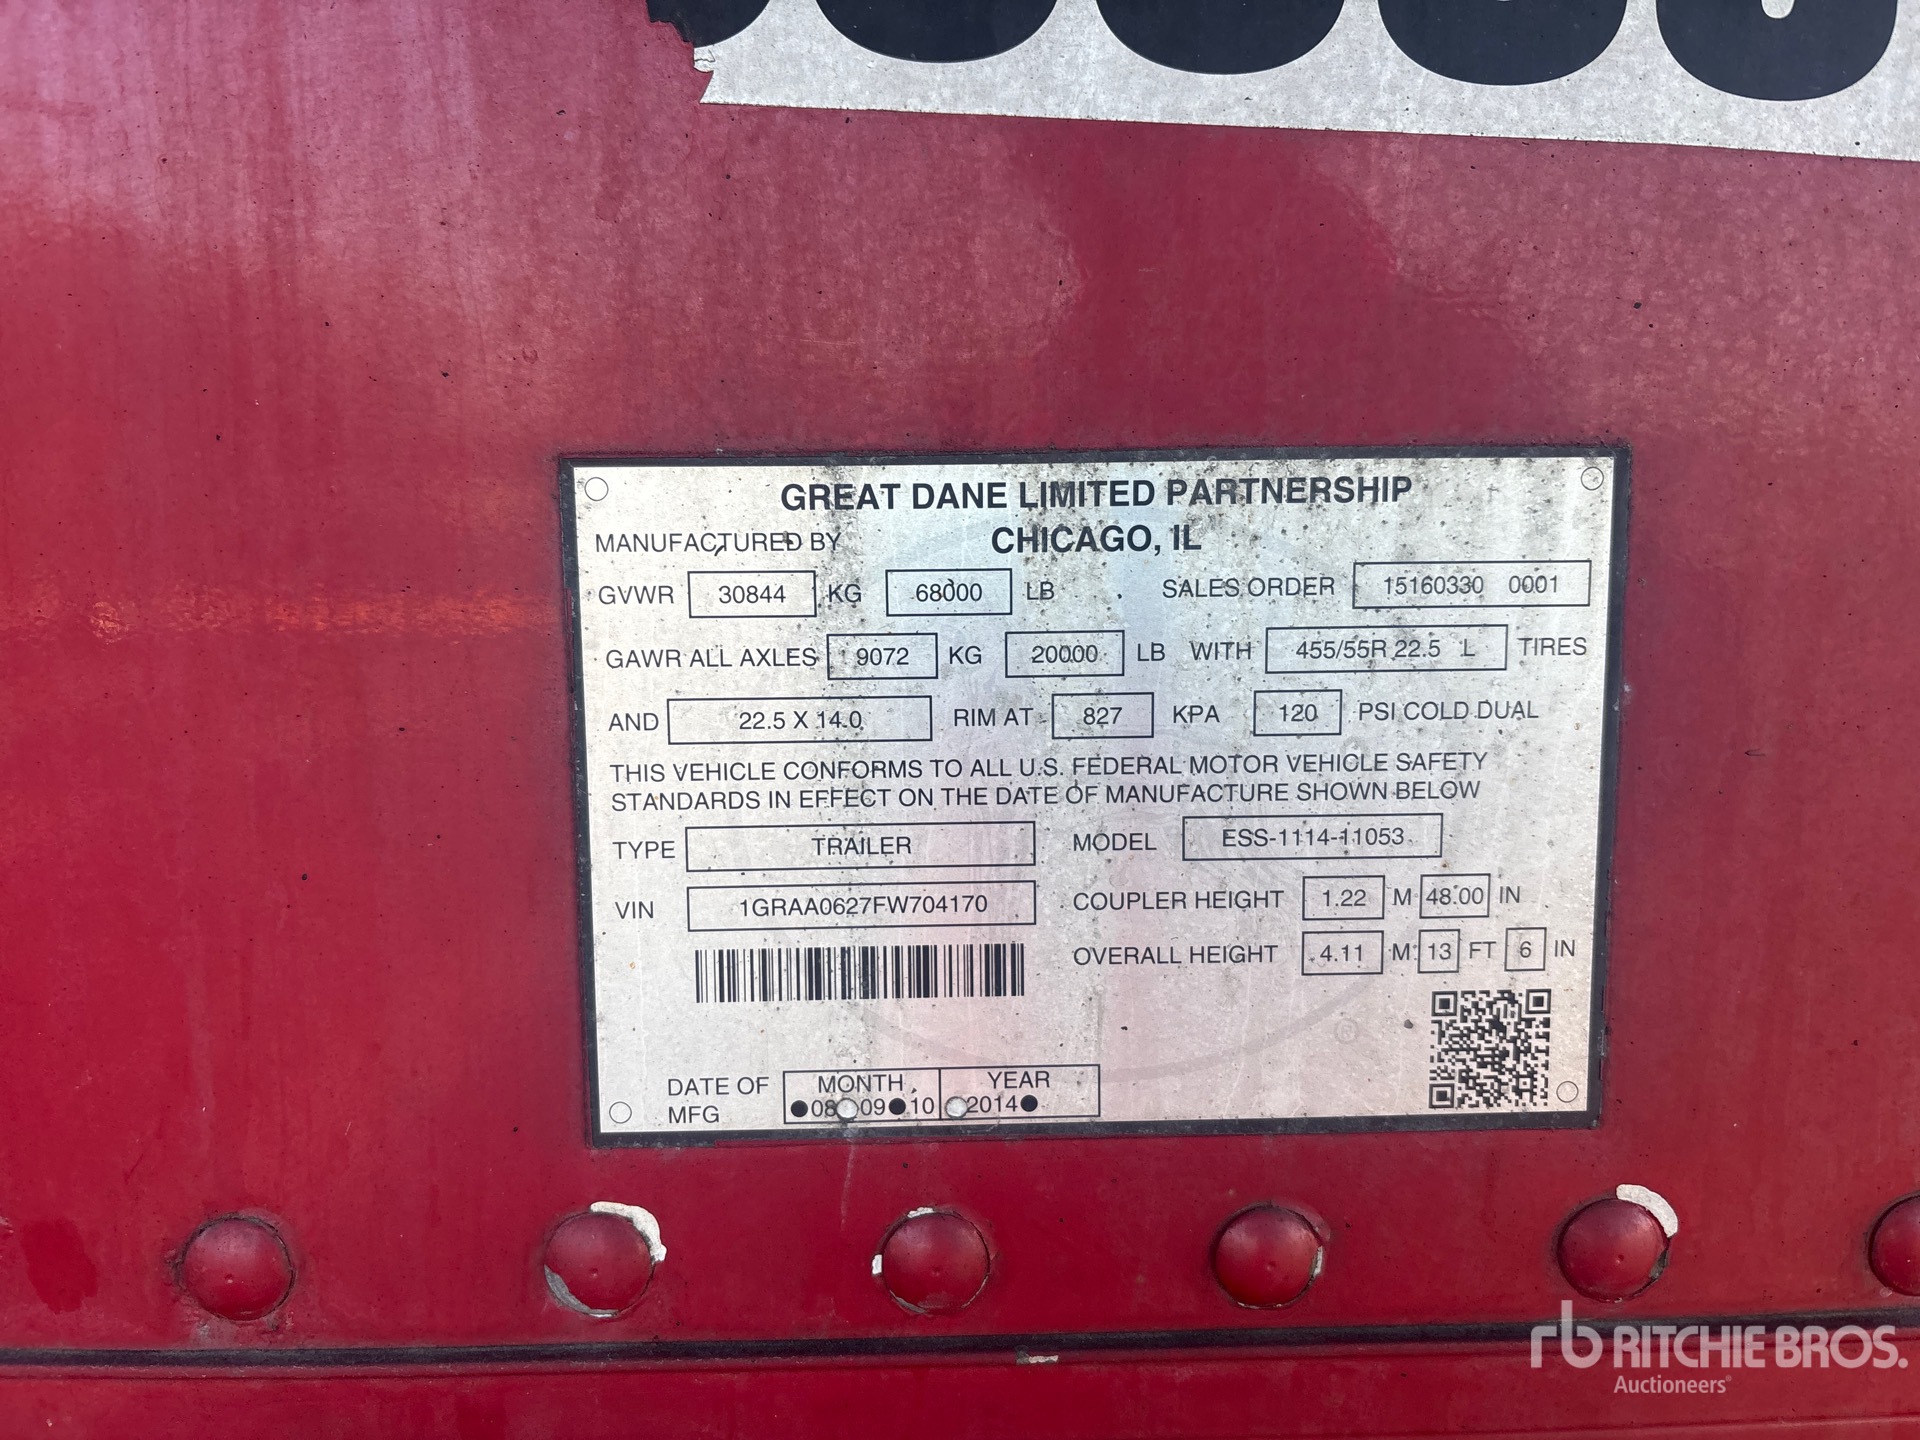 GREAT DANE LIMITED PARTNERSHIP
MANUFACTURED BY CHICAGO, IL
GVWR 30844 KG 68000 LB SALES ORDER 15160330 0001
GAWR ALL AXLES 9072 KG 20000 LB WITH 455/55R 22.5 L TIRES
AND 22.5 X 14.0 RIM AT 827 KPA 120 PSI COLD DUAL
THIS VEHICLE CONFORMS TO ALL U.S. FEDERAL MOTOR VEHICLE SAFETY
STANDARDS IN EFFECT ON THE DATE OF MANUFACTURE SHOWN BELOW
TYPE TRAILER MODEL ESS-1114-11053
VIN 1GRAA0627FW704170 COUPLER HEIGHT 1.22 M 48.00 IN
OVERALL HEIGHT 4.11 M 13 FT 6 IN
DATE OF MFG
MONTH YEAR
08 09 10 2014
rb RITCHIE BROS.
Auctioneers